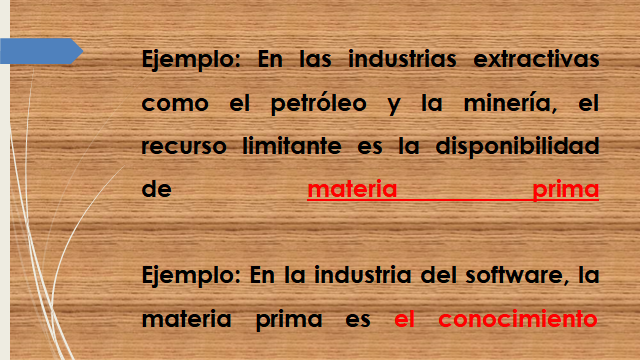 Ejemplo: En las industrias extractivas
como el petróleo y la minería, el
recurso limitante es la disponibilidad
de materia prima
Ejemplo: En la industria del software, la
materia prima es el conocimiento